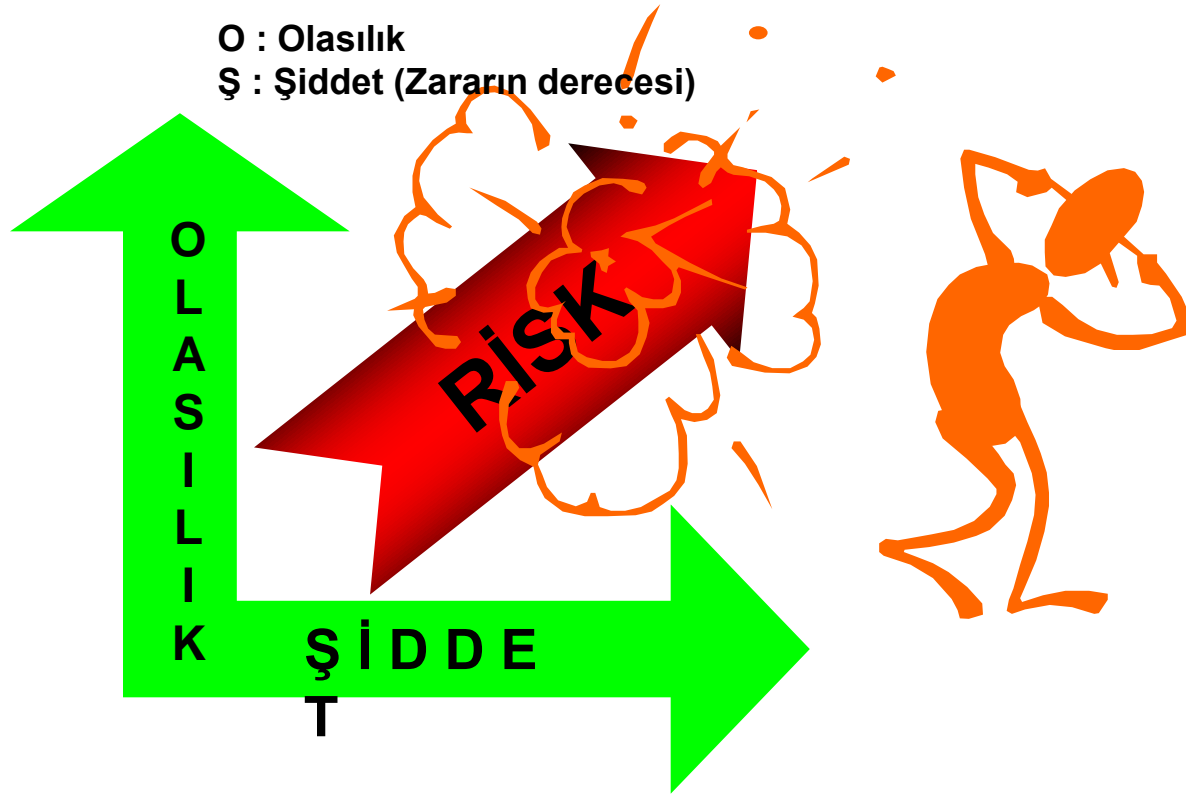 O : Olasılık
Ş : Şiddet (Zararın derecesi)
O
L
A
S
I
L
I
K
RİSK
Ş İ D D E
T